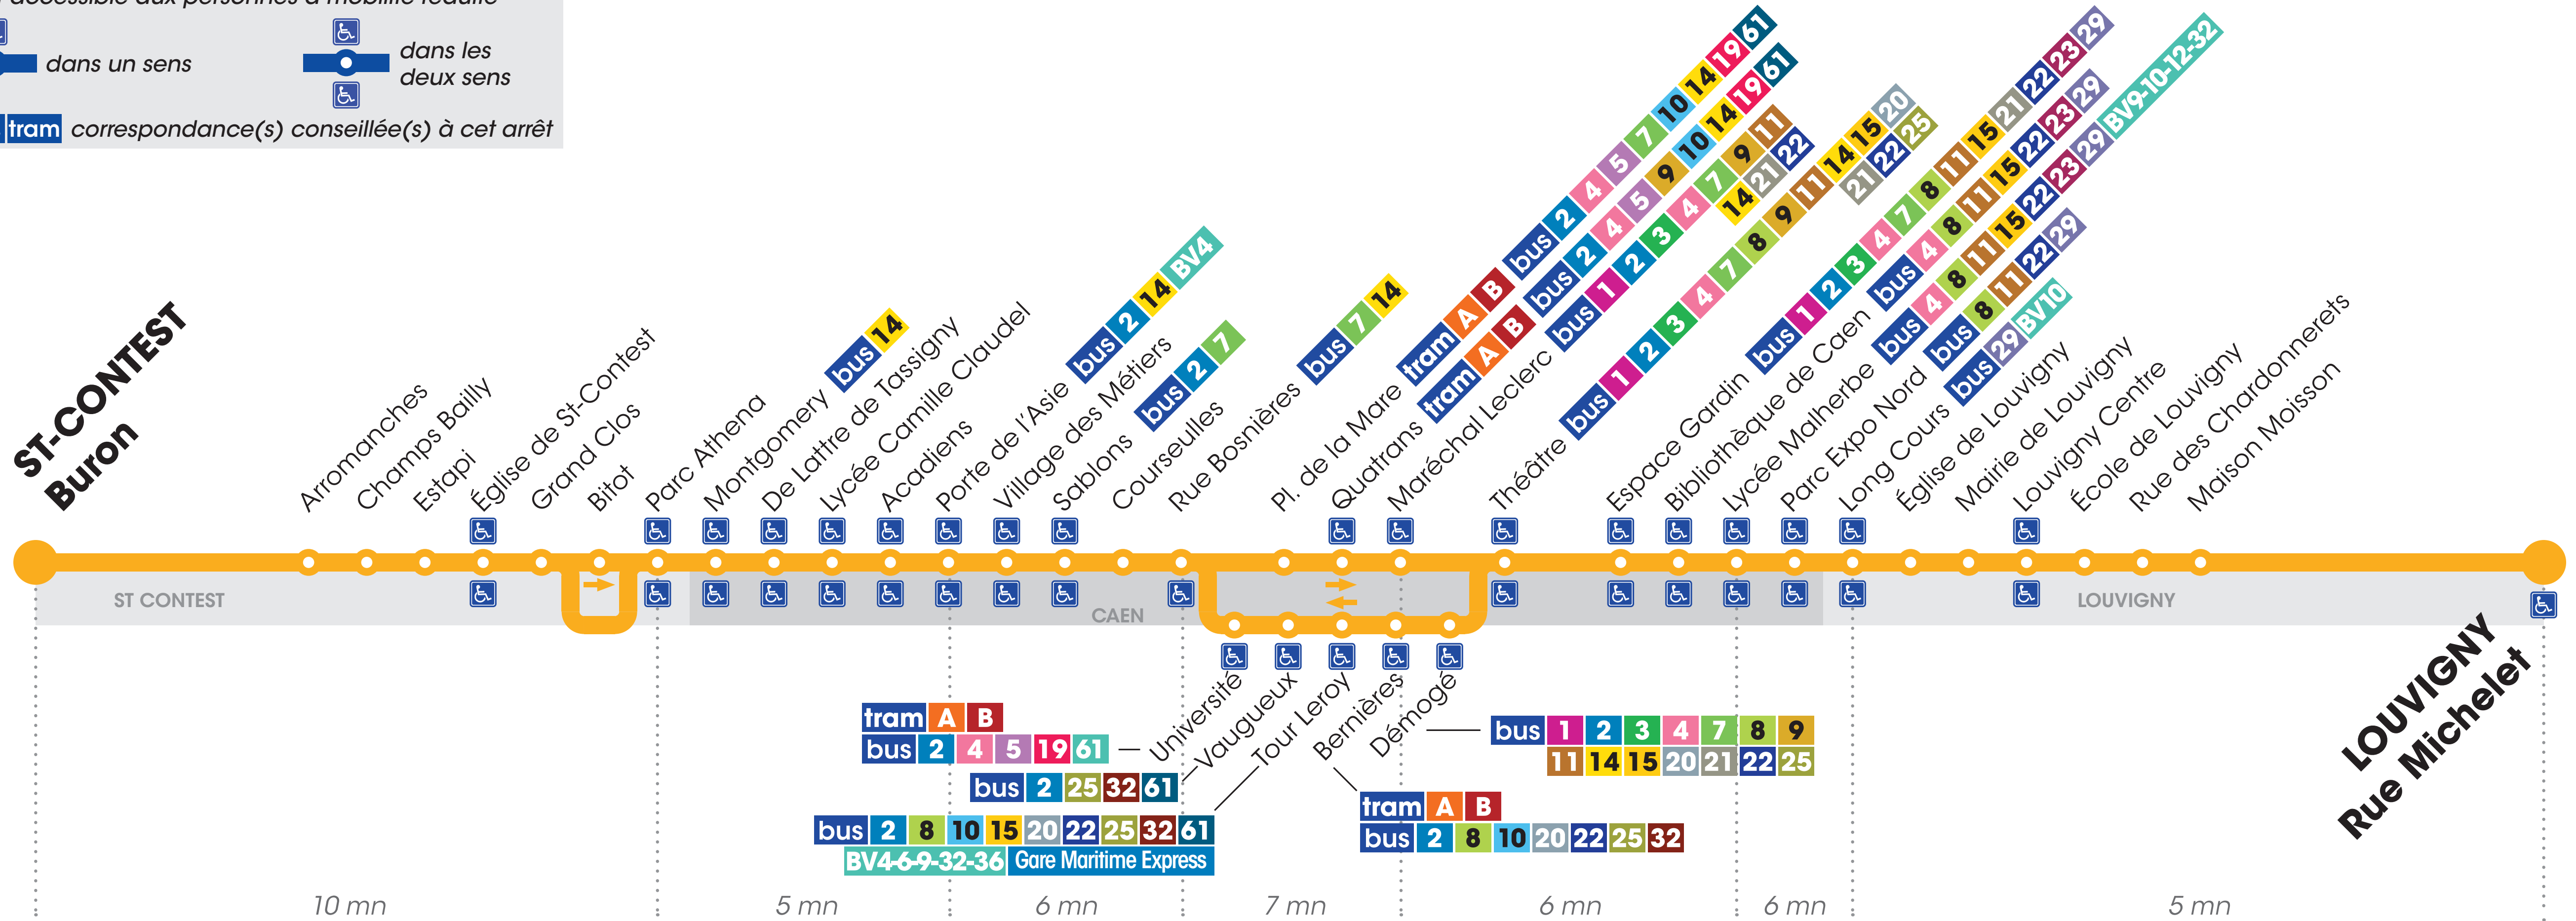 accessible aux personnes à mobilité réduite
dans un sens
dans les
deux sens
tram correspondance(s) conseillée(s) à cet arrêt
ST-CONTEST
Buron
Arromanches
Champs Bailly
Estapi
Église de St-Contest
Grand Clos
Bitot
Parc Athena
Montgomery bus 14
De Lattre de Tassigny
Lycée Camille Claudel
Acadiens
Porte de l'Asie bus 2 14 BV4
Village des Métiers
Sablons bus 2 7
Courseulles
Rue Bosnières bus 7 14
Pl. de la Mare tram A B bus 2 4 5 7 10 14 19 61
Quatrans tram A B bus 2 4 5 9 10 14 19 61
Maréchal Leclerc bus 1 2 3 4 7 9 11
14 21 22
Théâtre bus 1 2 3 4 7 8 9 11 14 15 20
21 22 25
Espace Gardin bus 1 2 3 4 7 8 11 15 21 22 23 29
Bibliothèque de Caen bus 4 8 11 15 22 23 29
Lycée Malherbe bus 4 8 11 15 22 23 29 BV9-10-12-32
Parc Expo Nord bus 8 11 22 29
Long Cours bus 29 BV10
Église de Louvigny
Mairie de Louvigny
Louvigny Centre
École de Louvigny
Rue des Chardonnerets
Maison Moisson
ST CONTEST
CAEN
LOUVIGNY
LOUVIGNY
Rue Michelet
Université
tram A B
bus 2 4 5 19 61
Vaugueux
bus 2 25 32 61
Tour Leroy
bus 2 8 10 15 20 22 25 32 61
BV4-6-9-32-36 Gare Maritime Express
Bernières
tram A B
bus 2 8 10 20 22 25 32
Démogé
bus 1 2 3 4 7 8 9
11 14 15 20 21 22 25
10 mn
5 mn
6 mn
7 mn
6 mn
6 mn
5 mn